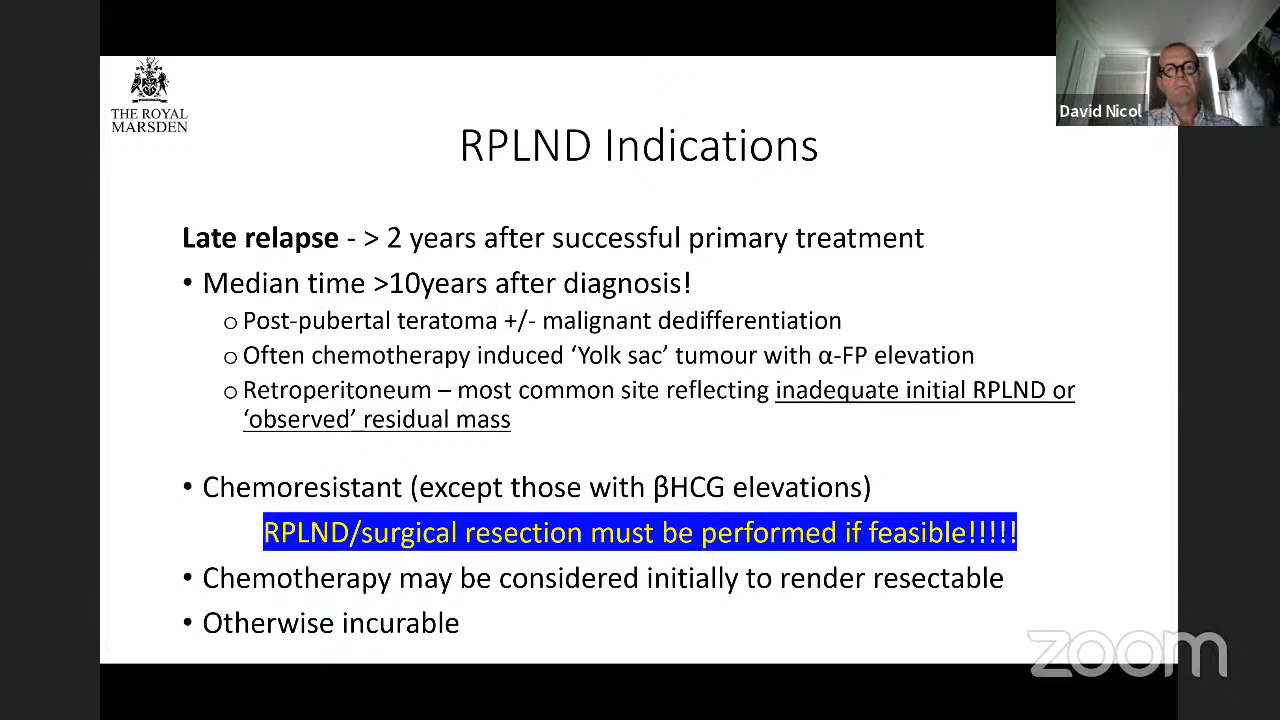 THE ROYAL
MARSDEN
David Nicol
RPLND Indications
Late relapse - > 2 years after successful primary treatment
• Median time >10years after diagnosis!
o Post-pubertal teratoma +/- malignant dedifferentiation
o Often chemotherapy induced ‘Yolk sac’ tumour with α-FP elevation
o Retroperitoneum – most common site reflecting inadequate initial RPLND or
‘observed’ residual mass
• Chemoresistant (except those with βHCG elevations)
RPLND/surgical resection must be performed if feasible!!!!!
• Chemotherapy may be considered initially to render resectable
• Otherwise incurable
zoom